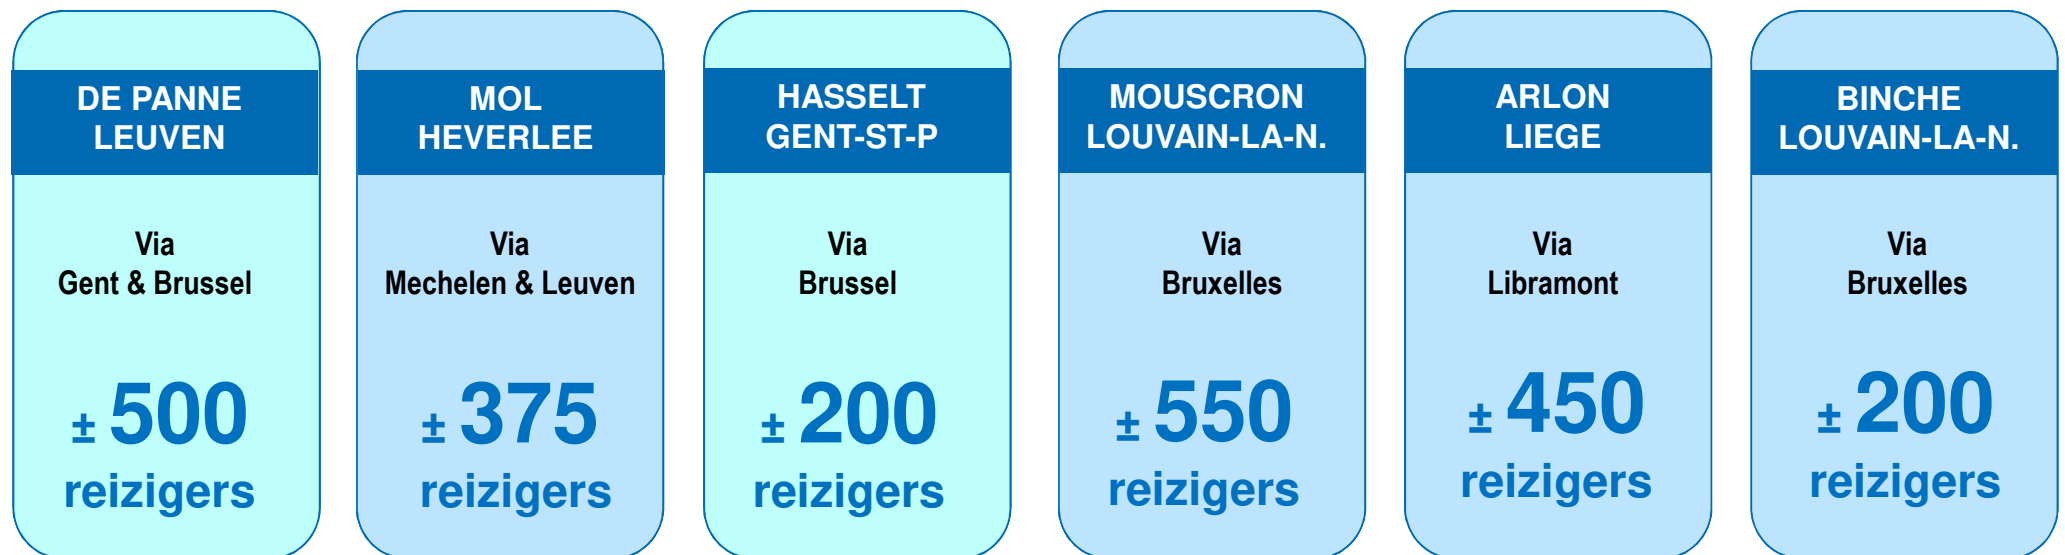 DE PANNE
LEUVEN
Via
Gent & Brussel
± 500
reizigers
MOL
HEVERLEE
Via
Mechelen & Leuven
± 375
reizigers
HASSELT
GENT-ST-P
Via
Brussel
± 200
reizigers
MOUSCRON
LOUVAIN-LA-N.
Via
Bruxelles
± 550
reizigers
ARLON
LIEGE
Via
Libramont
± 450
reizigers
BINCHE
LOUVAIN-LA-N.
Via
Bruxelles
± 200
reizigers